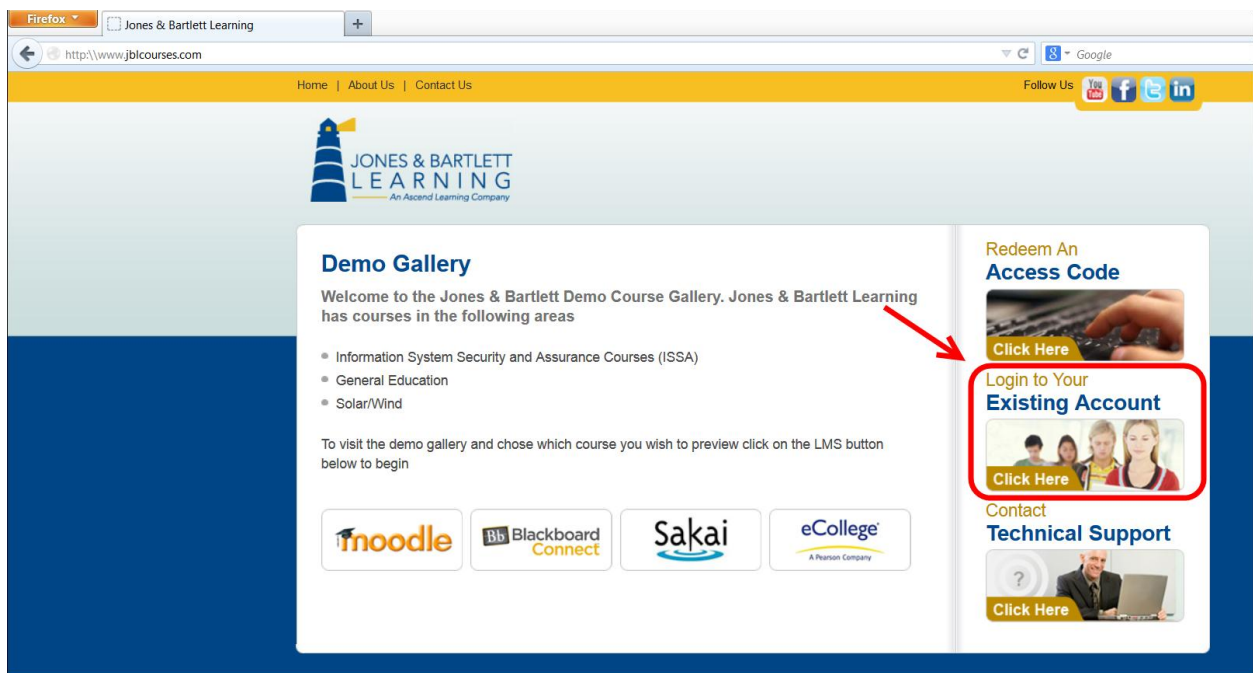 Firefox
Jones & Bartlett Learning
+
http:\\www.jblcourses.com
Google
Home | About Us | Contact Us
Follow Us
You
Tube
f
in
JONES & BARTLETT
LEARNING
An Ascend Learning Company
Demo Gallery
Welcome to the Jones & Bartlett Demo Course Gallery. Jones & Bartlett Learning
has courses in the following areas
Information System Security and Assurance Courses (ISSA)
General Education
Solar/Wind
To visit the demo gallery and chose which course you wish to preview click on the LMS button
below to begin
moodle
Bb Blackboard
Connect
Sakai
eCollege
A Pearson Company
Redeem An
Access Code
Click Here
Login to Your
Existing Account
Click Here
Contact
Technical Support
?
Click Here